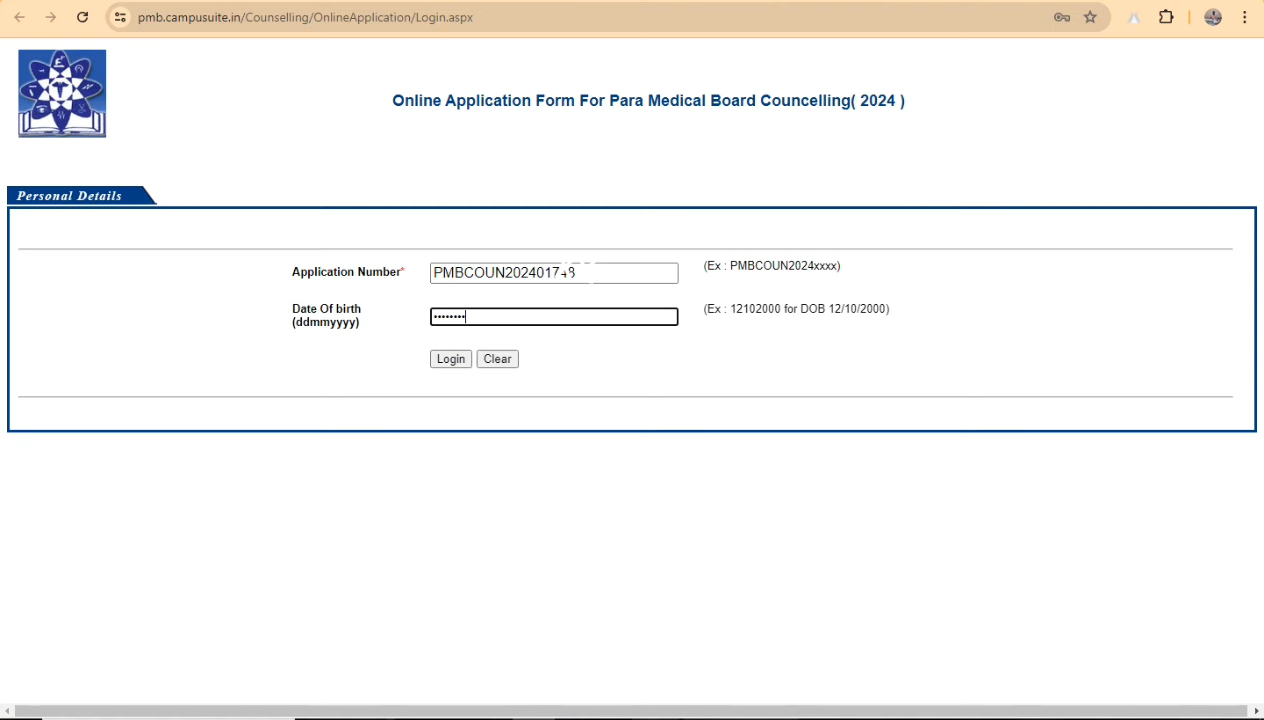 pmb.campusuite.in/Counselling/OnlineApplication/Login.aspx
Online Application Form For Para Medical Board Councelling( 2024 )
Personal Details
Application Number*
PMBCOUN202401748
(Ex : PMBCOUN2024xxxx)
Date Of birth
(ddmmyyyy)
••••••••
(Ex : 12102000 for DOB 12/10/2000)
Login Clear